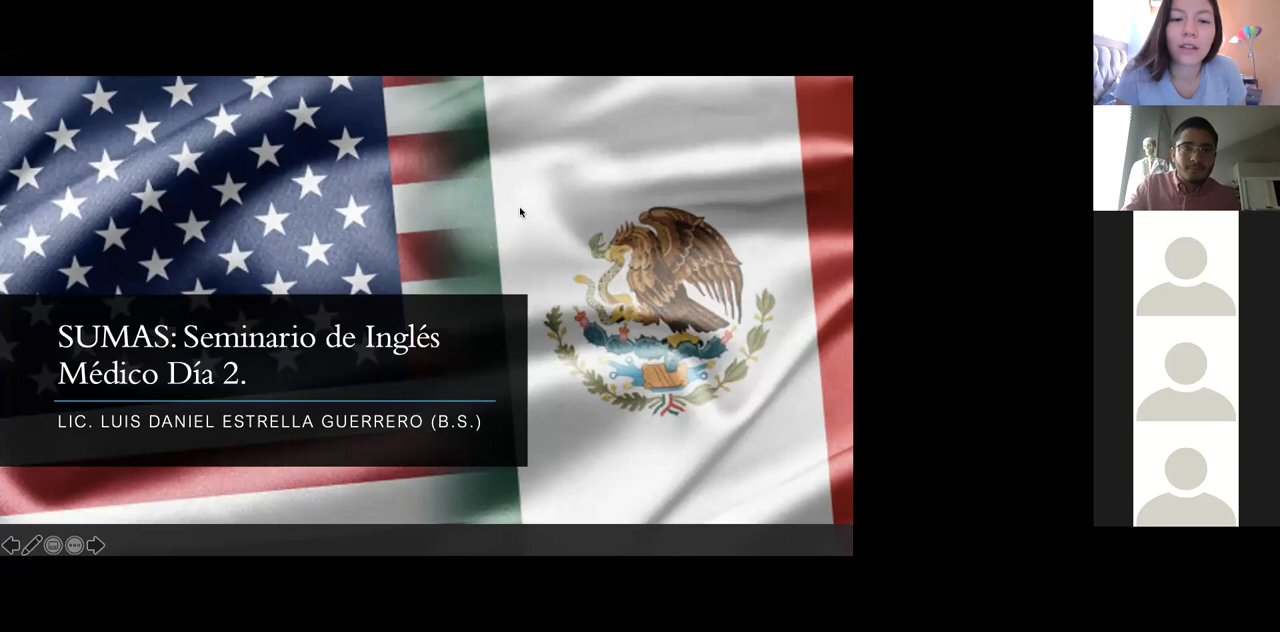 SUMAS: Seminario de Inglés
Médico Día 2.
LIC. LUIS DANIEL ESTRELLA GUERRERO (B.S.)